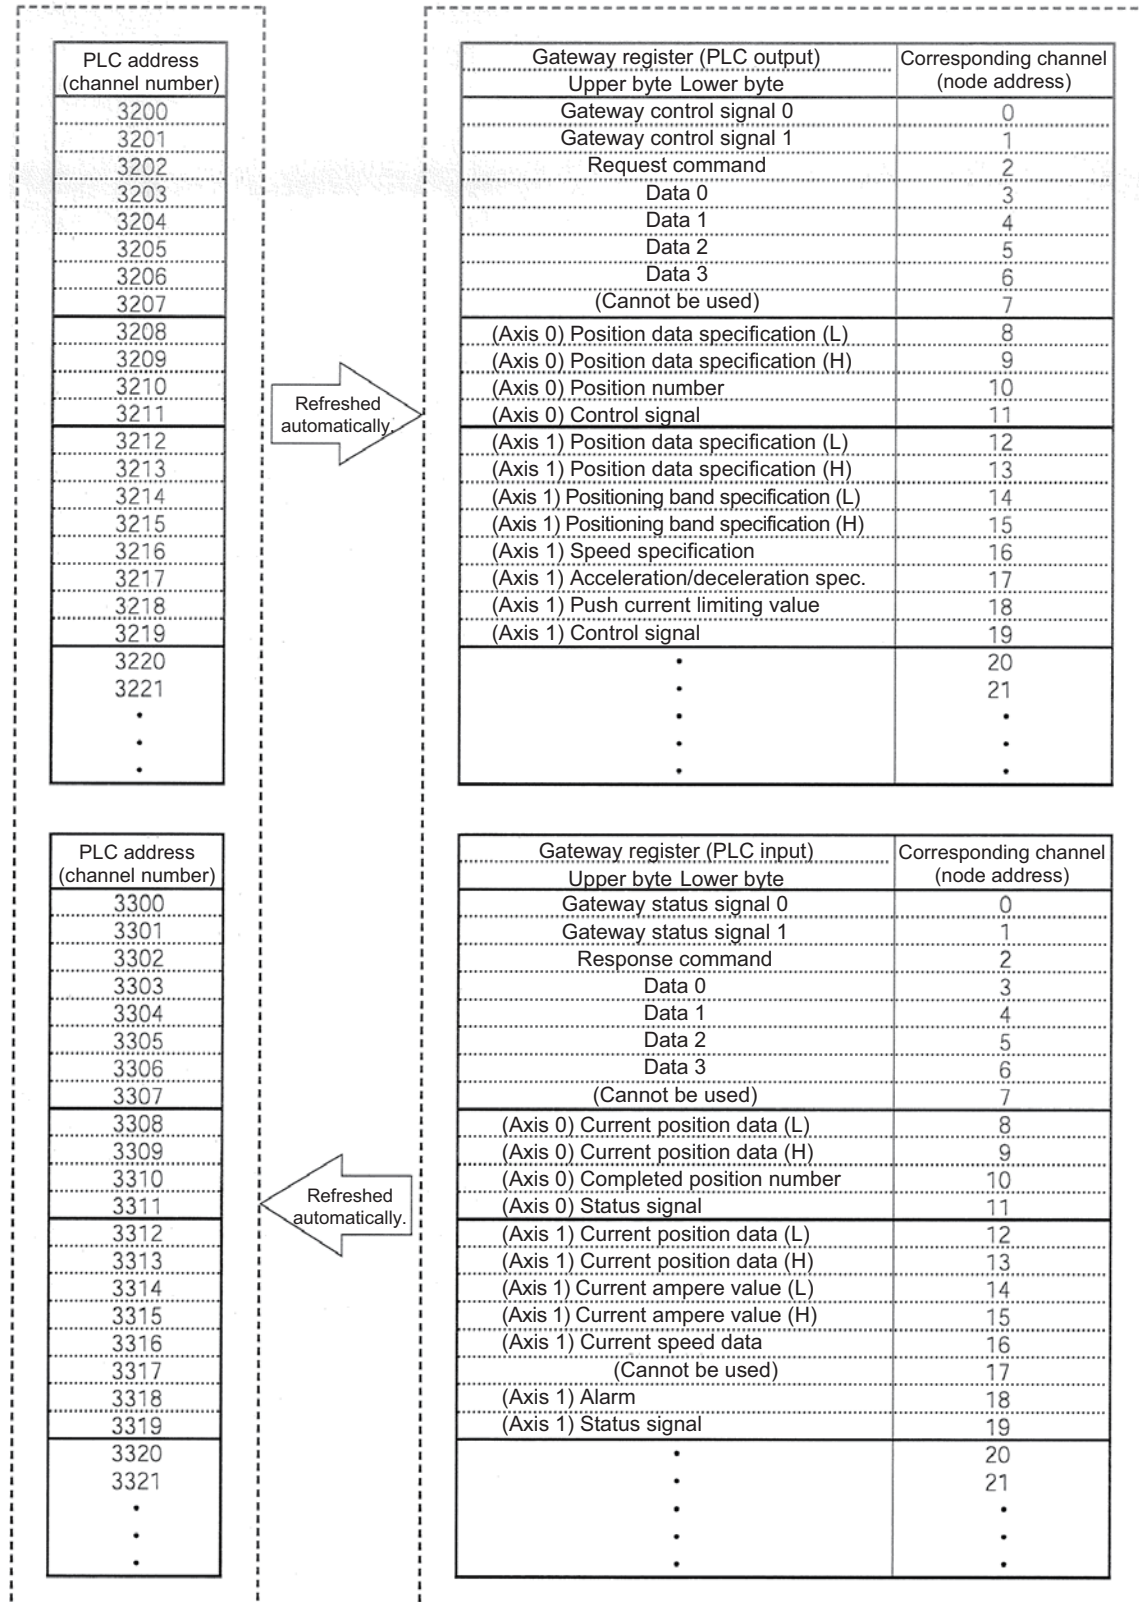 PLC address
(channel number)
3200
3201
3202
3203
3204
3205
3206
3207
3208
3209
3210
3211
3212
3213
3214
3215
3216
3217
3218
3219
3220
3221
Refreshed
automatically.
Gateway register (PLC output) Corresponding channel
Upper byte Lower byte (node address)
Gateway control signal 0 0
Gateway control signal 1 1
Request command 2
Data 0 3
Data 1 4
Data 2 5
Data 3 6
(Cannot be used) 7
(Axis 0) Position data specification (L) 8
(Axis 0) Position data specification (H) 9
(Axis 0) Position number 10
(Axis 0) Control signal 11
(Axis 1) Position data specification (L) 12
(Axis 1) Position data specification (H) 13
(Axis 1) Positioning band specification (L) 14
(Axis 1) Positioning band specification (H) 15
(Axis 1) Speed specification 16
(Axis 1) Acceleration/deceleration spec. 17
(Axis 1) Push current limiting value 18
(Axis 1) Control signal 19
20
21
PLC address
(channel number)
3300
3301
3302
3303
3304
3305
3306
3307
3308
3309
3310
3311
3312
3313
3314
3315
3316
3317
3318
3319
3320
3321
Refreshed
automatically.
Gateway register (PLC input) Corresponding channel
Upper byte Lower byte (node address)
Gateway status signal 0 0
Gateway status signal 1 1
Response command 2
Data 0 3
Data 1 4
Data 2 5
Data 3 6
(Cannot be used) 7
(Axis 0) Current position data (L) 8
(Axis 0) Current position data (H) 9
(Axis 0) Completed position number 10
(Axis 0) Status signal 11
(Axis 1) Current position data (L) 12
(Axis 1) Current position data (H) 13
(Axis 1) Current ampere value (L) 14
(Axis 1) Current ampere value (H) 15
(Axis 1) Current speed data 16
(Cannot be used) 17
(Axis 1) Alarm 18
(Axis 1) Status signal 19
20
21